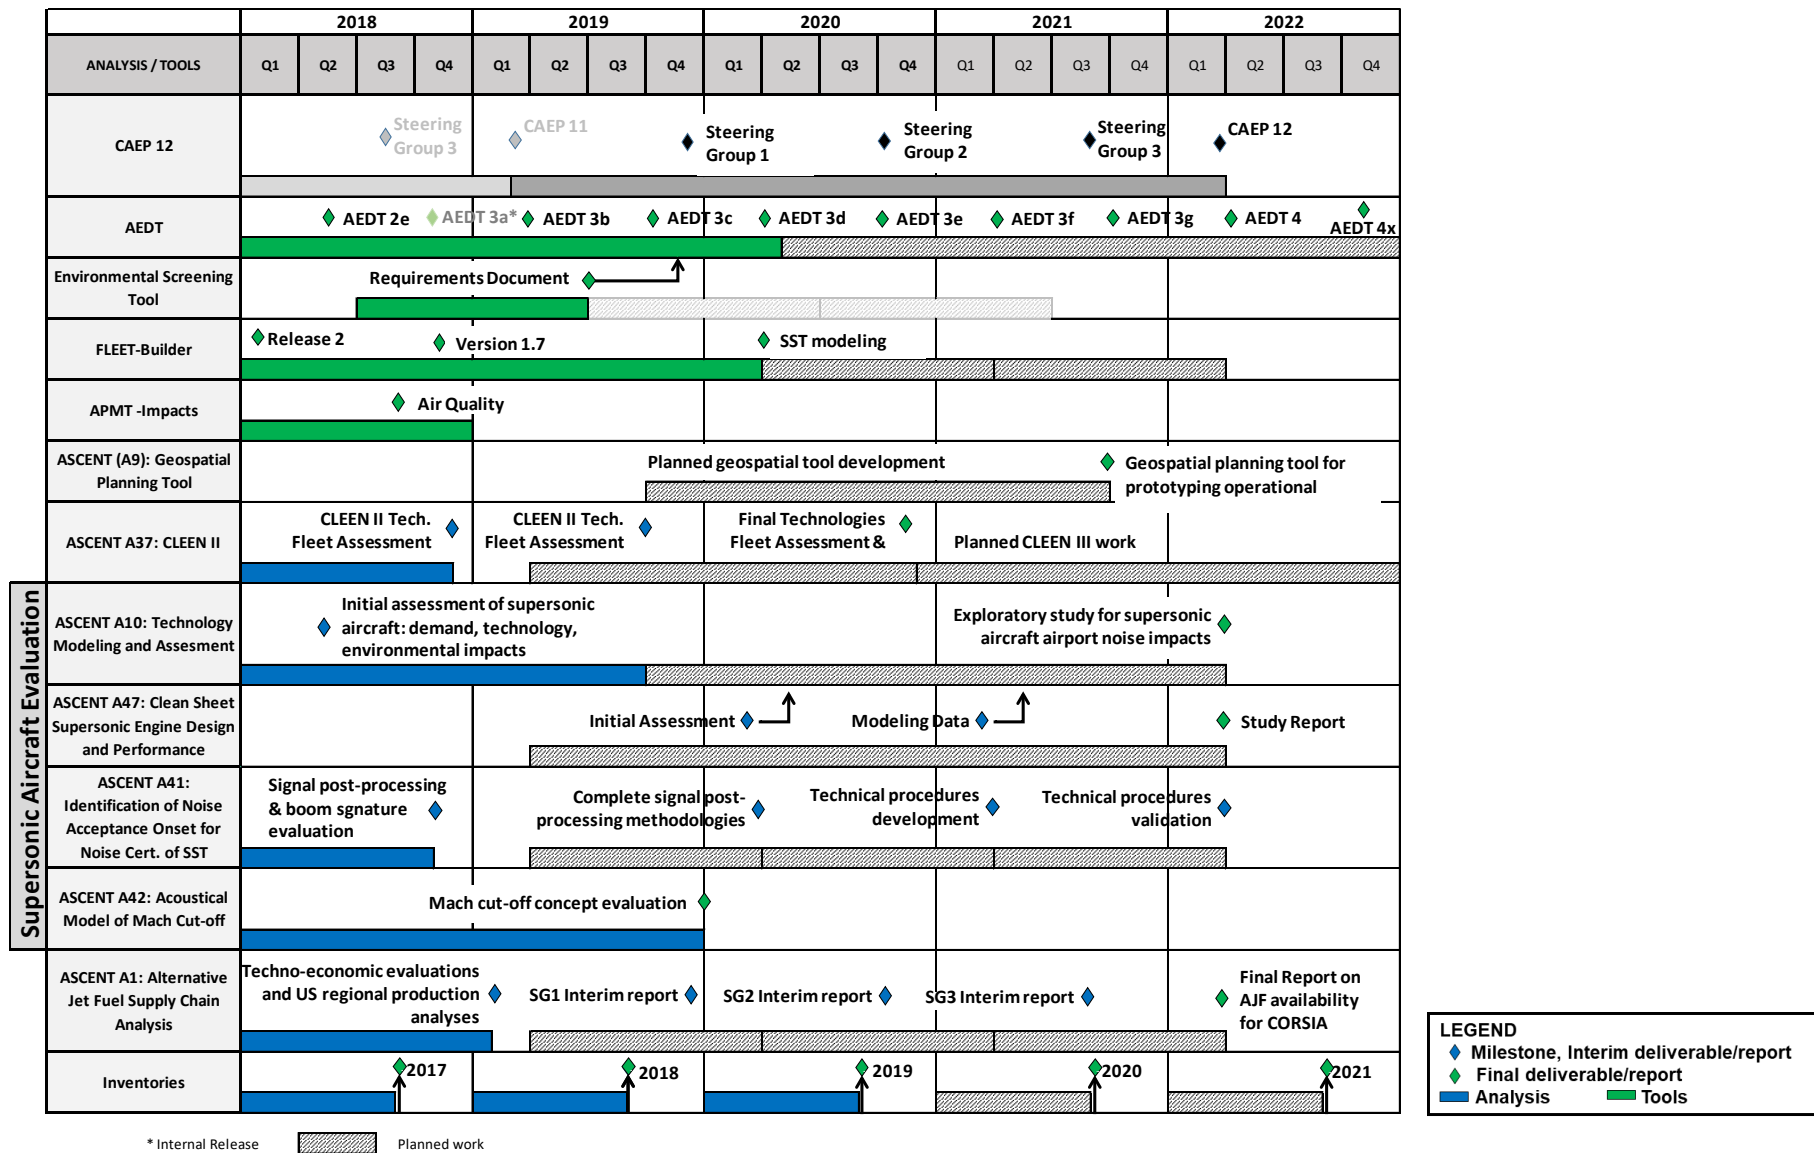 2018 2019 2020 2021 2022
ANALYSIS / TOOLS Q1 Q2 Q3 Q4 Q1 Q2 Q3 Q4 Q1 Q2 Q3 Q4 Q1 Q2 Q3 Q4 Q1 Q2 Q3 Q4
CAEP 12
Steering
Group 3
CAEP 11
Steering
Group 1
Steering
Group 2
Steering
Group 3
CAEP 12
AEDT
AEDT 2e
AEDT 3a*
AEDT 3b
AEDT 3c
AEDT 3d
AEDT 3e
AEDT 3f
AEDT 3g
AEDT 4
AEDT 4x
Environmental Screening
Tool
Requirements Document
FLEET-Builder
Release 2
Version 1.7
SST modeling
APMT -Impacts
Air Quality
ASCENT (A9): Geospatial
Planning Tool
Planned geospatial tool development
Geospatial planning tool for
prototyping operational
ASCENT A37: CLEEN II
CLEEN II Tech.
Fleet Assessment
CLEEN II Tech.
Fleet Assessment
Final Technologies
Fleet Assessment &
Planned CLEEN III work
Supersonic Aircraft Evaluation
ASCENT A10: Technology
Modeling and Assesment
Initial assessment of supersonic
aircraft: demand, technology,
environmental impacts
Exploratory study for supersonic
aircraft airport noise impacts
ASCENT A47: Clean Sheet
Supersonic Engine Design
and Performance
Initial Assessment
Modeling Data
Study Report
ASCENT A41:
Identification of Noise
Acceptance Onset for
Noise Cert. of SST
Signal post-processing
& boom sgnature
evaluation
Complete signal post-
processing methodologies
Technical procedures
development
Technical procedures
validation
ASCENT A42: Acoustical
Model of Mach Cut-off
Mach cut-off concept evaluation
ASCENT A1: Alternative
Jet Fuel Supply Chain
Analysis
Techno-economic evaluations
and US regional production
analyses
SG1 Interim report
SG2 Interim report
SG3 Interim report
Final Report on
AJF availability
for CORSIA
Inventories
2017
2018
2019
2020
2021
LEGEND
Milestone, Interim deliverable/report
Final deliverable/report
Analysis Tools
* Internal Release Planned work